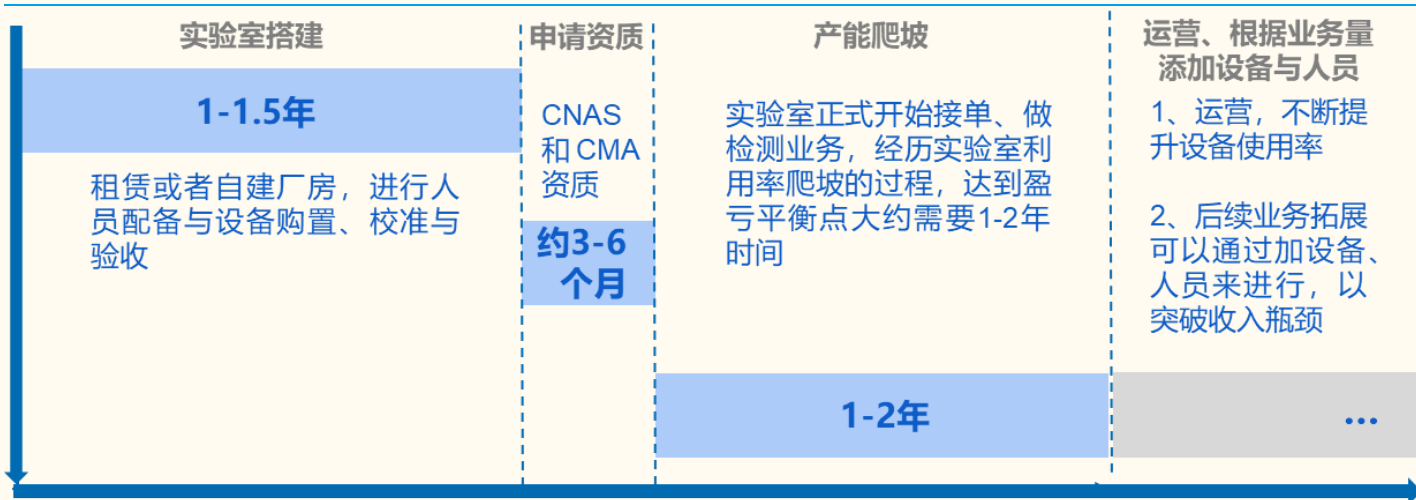 实验室搭建
1-1.5年
租赁或者自建厂房，进行人
员配备与设备购置、校准与
验收
申请资质
CNAS
和 CMA
资质
约3-6
个月
产能爬坡
实验室正式开始接单、做
检测业务，经历实验室利
用率爬坡的过程，达到盈
亏平衡点大约需要1-2年
时间
1-2年
运营、根据业务量
添加设备与人员
1、运营，不断提
升设备使用率
2、后续业务拓展
可以通过加设备、
人员来进行，以
突破收入瓶颈
...